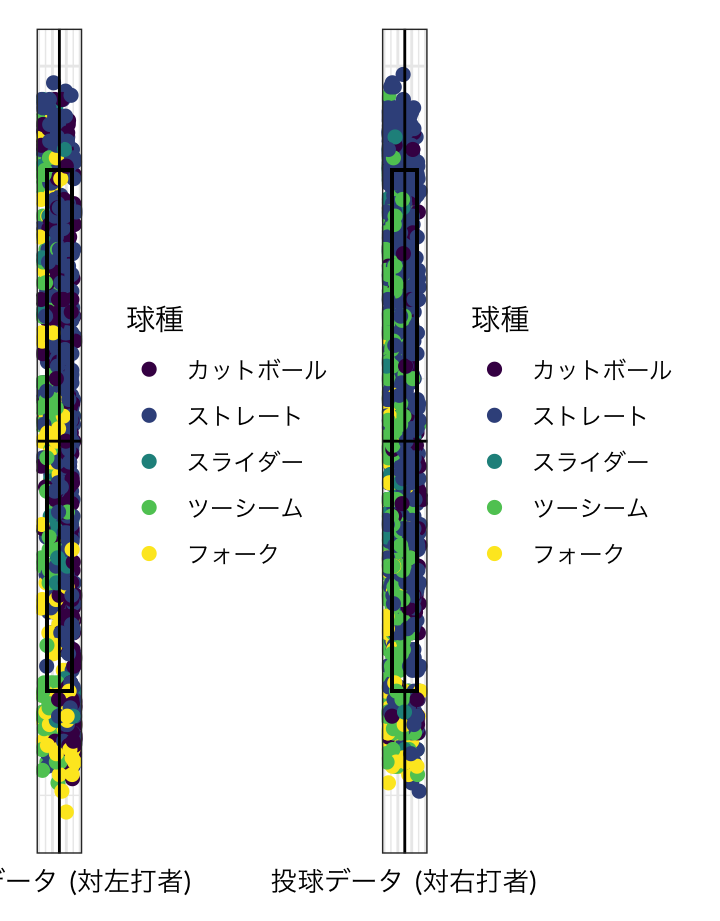 球種
カットボール
ストレート
スライダー
ツーシーム
フォーク
球種
カットボール
ストレート
スライダー
ツーシーム
フォーク
データ (対左打者)
投球データ (対右打者)